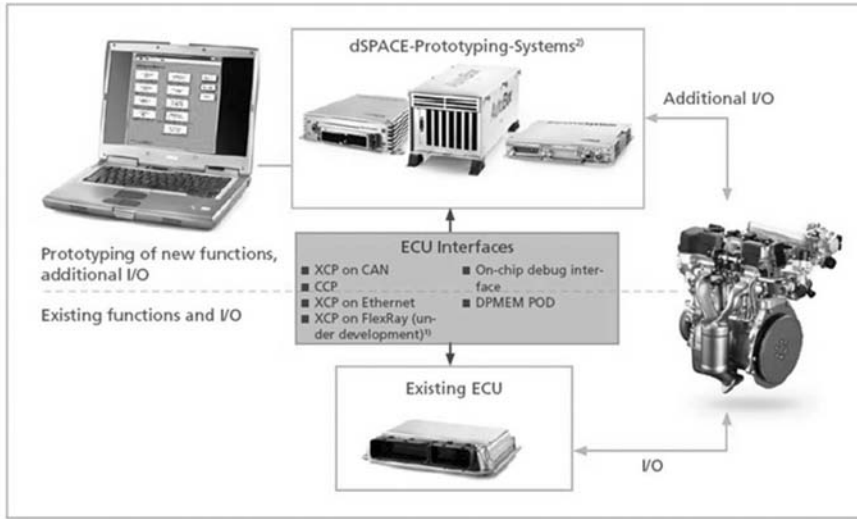 dSPACE-Prototyping-Systems²⁾
Additional I/O
AutoBox
Prototyping of new functions,
additional I/O
Existing functions and I/O
ECU Interfaces
■ XCP on CAN
■ CCP
■ XCP on Ethernet
■ XCP on FlexRay (un-
der development)¹⁾
■ On-chip debug inter-
face
■ DPMEM POD
Existing ECU
I/O